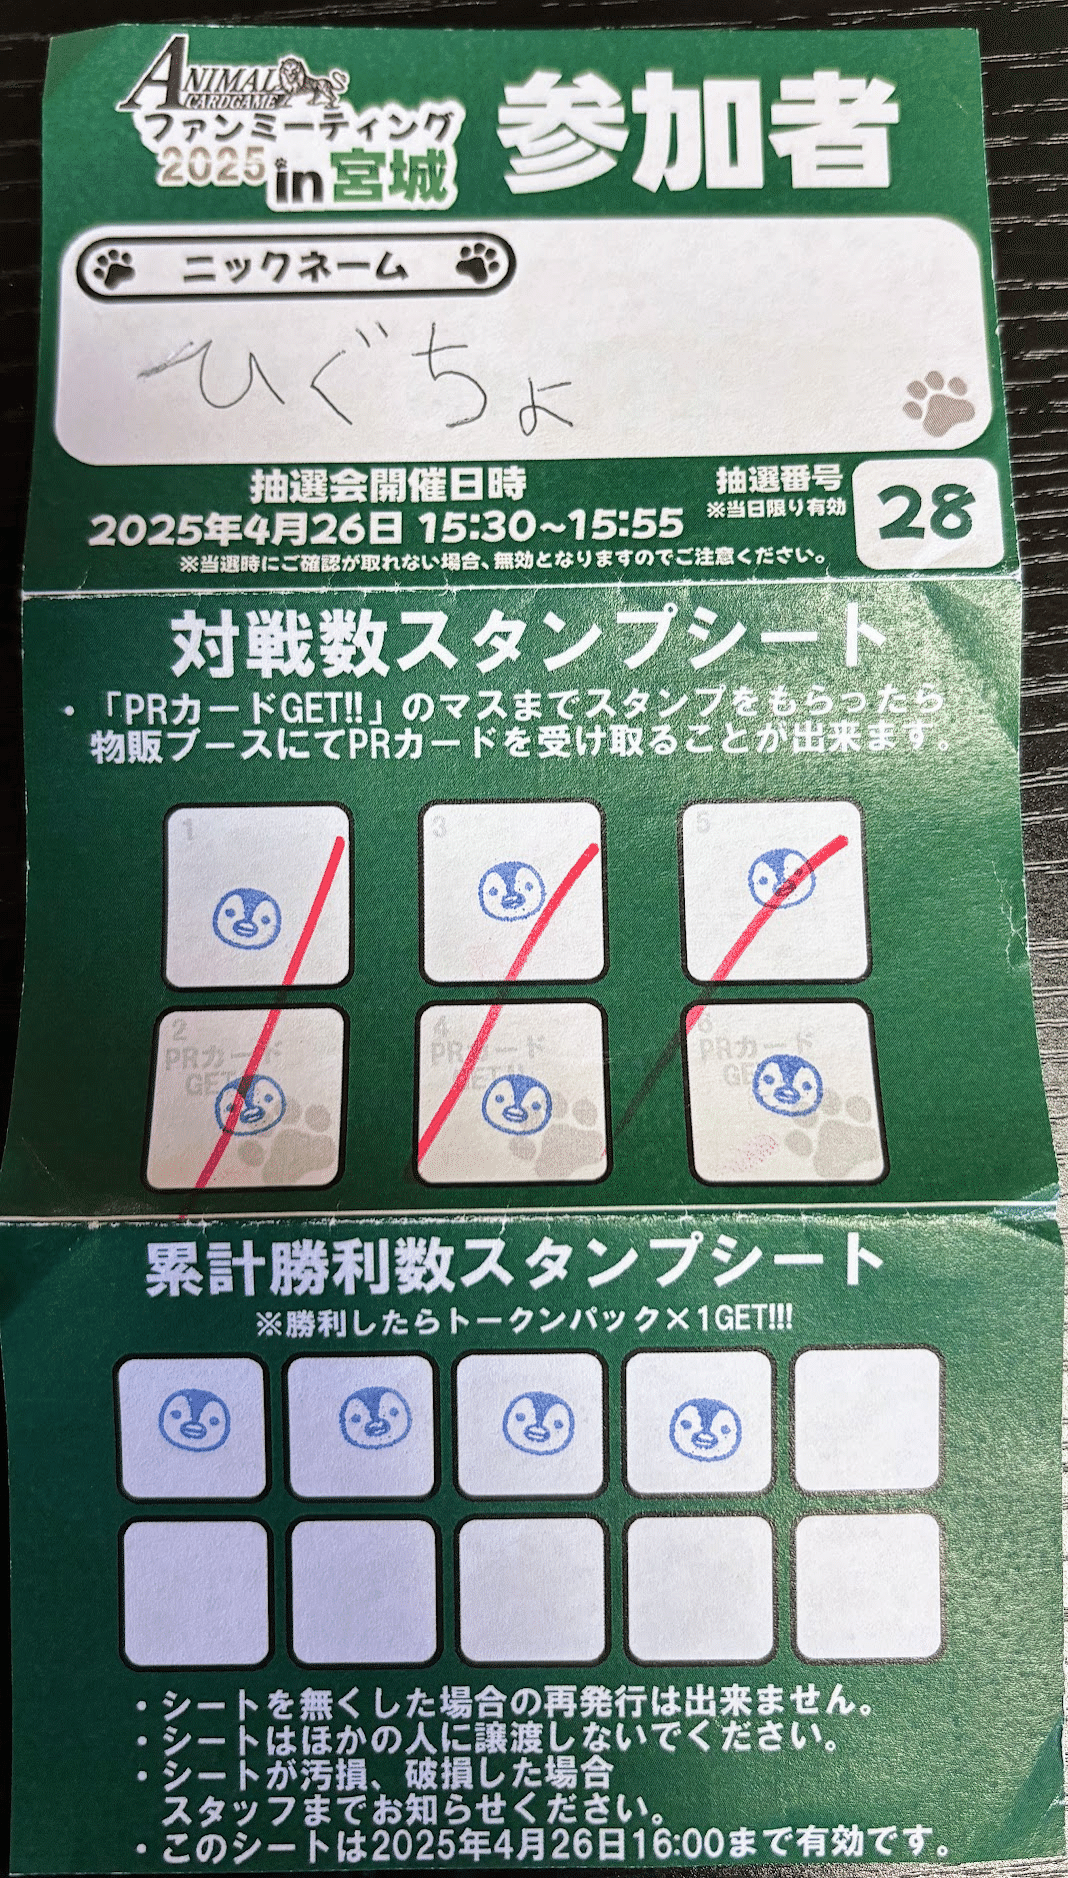 ANIMAL
CARDGAME
ファンミーティング
2025 in 宮城
参加者
ニックネーム
ひぐちょ
抽選会開催日時
2025年4月26日 15:30~15:55
※当選時にご確認が取れない場合、無効となりますのでご注意ください。
抽選番号
※当日限り有効
28
対戦数スタンプシート
・「PRカードGET!!」のマスまでスタンプをもらったら
物販ブースにてPRカードを受け取ることが出来ます。
1
3
5
2
PRカード
GET!!
4
PRカード
GET!!
6
PRカード
GE
累計勝利数スタンプシート
※勝利したらトークンパック×1GET!!!
・シートを無くした場合の再発行は出来ません。
・シートはほかの人に譲渡しないでください。
・シートが汚損、破損した場合
スタッフまでお知らせください。
・このシートは2025年4月26日16:00まで有効です。